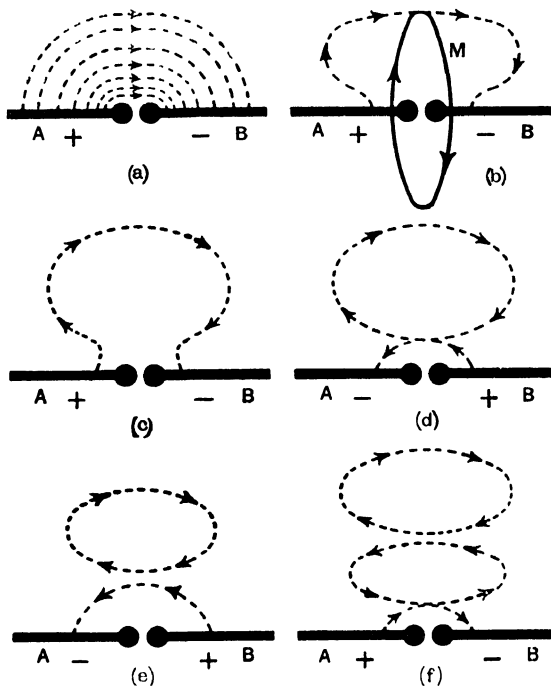 A + − B
(a)
M
A + − B
(b)
A + − B
(c)
A − + B
(d)
A − + B
(e)
A + − B
(f)